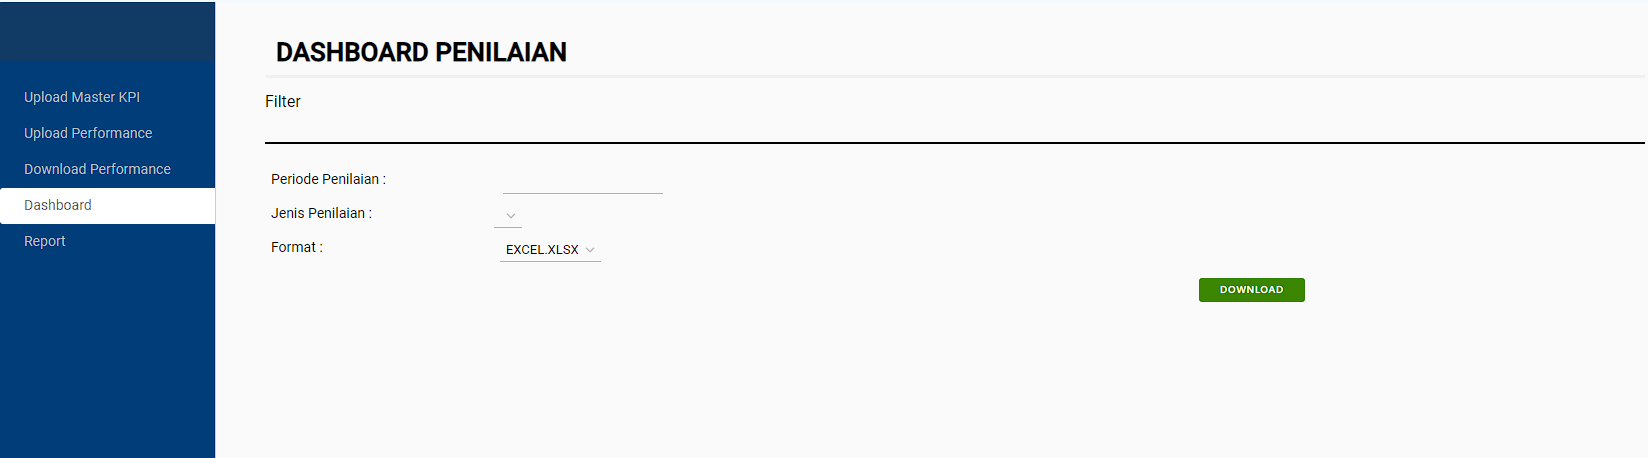 DASHBOARD PENILAIAN
Upload Master KPI
Upload Performance
Download Performance
Dashboard
Report
Filter
Periode Penilaian :
Jenis Penilaian :
Format :
EXCEL.XLSX
DOWNLOAD